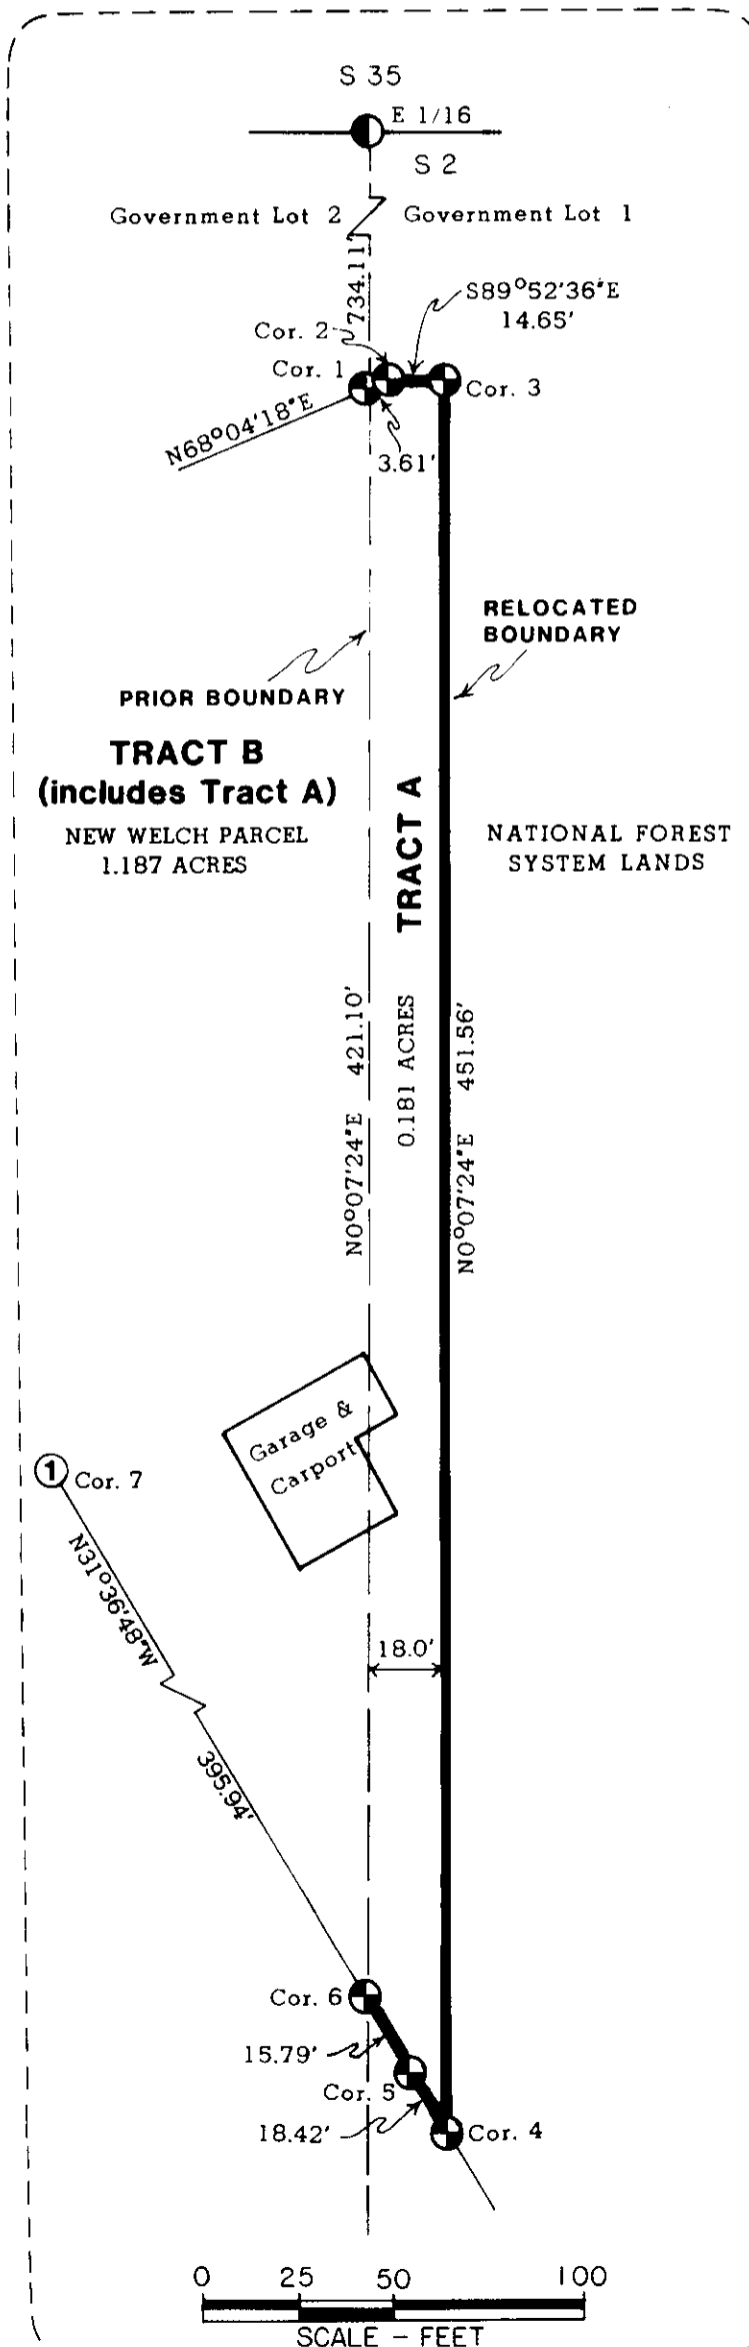 S 35
E 1/16
S 2
Government Lot 2
Government Lot 1
734.11'
S89°52'36"E
14.65'
Cor. 2
Cor. 1
Cor. 3
N68°04'18"E
3.61'
RELOCATED
BOUNDARY
PRIOR BOUNDARY
TRACT B
(includes Tract A)
NEW WELCH PARCEL
1.187 ACRES
TRACT A
0.181 ACRES
NATIONAL FOREST
SYSTEM LANDS
N0°07'24"E 421.10'
N0°07'24"E 451.56'
Garage &
Carport
1
Cor. 7
N31°36'48"W
395.94'
18.0'
Cor. 6
15.79'
Cor. 5
18.42'
Cor. 4
0 25 50 100
SCALE – FEET